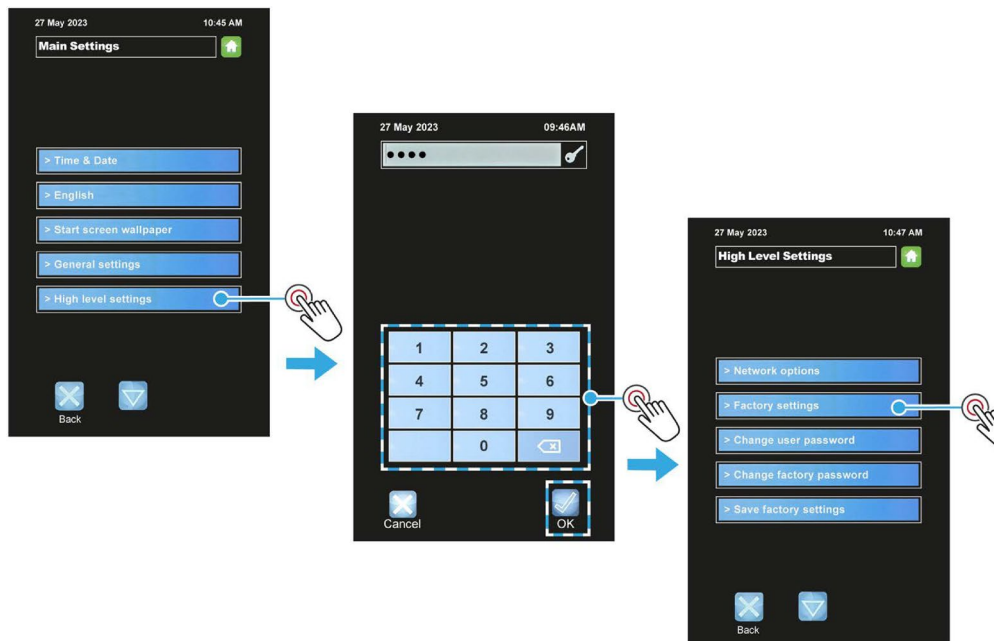 27 May 2023 10:45 AM
Main Settings
> Time & Date
> English
> Start screen wallpaper
> General settings
> High level settings
Back
27 May 2023 09:46AM
1 2 3
4 5 6
7 8 9
0
Cancel OK
27 May 2023 10:47 AM
High Level Settings
> Network options
> Factory settings
> Change user password
> Change factory password
> Save factory settings
Back